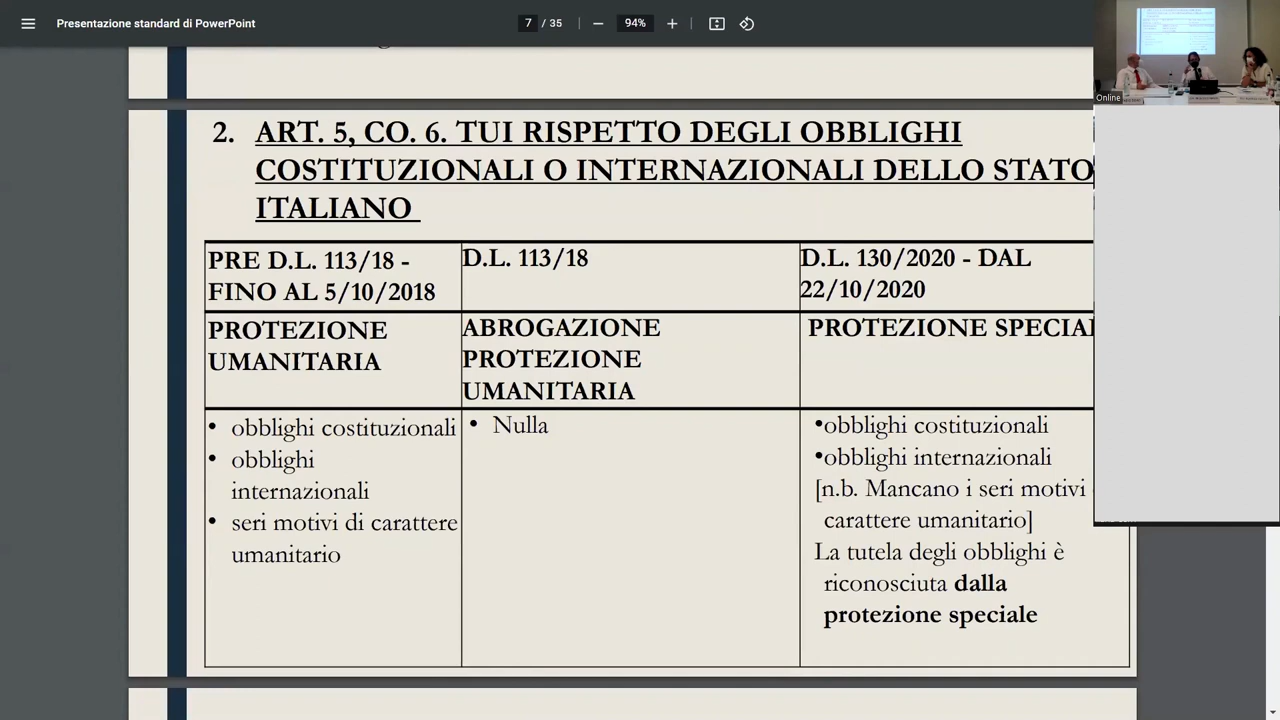 Presentazione standard di PowerPoint
7 / 35
94%
Online
2. ART. 5, CO. 6. TUI RISPETTO DEGLI OBBLIGHI
COSTITUZIONALI O INTERNAZIONALI DELLO STATO
ITALIANO
PRE D.L. 113/18 -
FINO AL 5/10/2018
D.L. 113/18
D.L. 130/2020 - DAL
22/10/2020
PROTEZIONE
UMANITARIA
ABROGAZIONE
PROTEZIONE
UMANITARIA
PROTEZIONE SPECIAL
• obblighi costituzionali
• obblighi
internazionali
• seri motivi di carattere
umanitario
• Nulla
•obblighi costituzionali
•obblighi internazionali
[n.b. Mancano i seri motivi
carattere umanitario]
La tutela degli obblighi è
riconosciuta dalla
protezione speciale